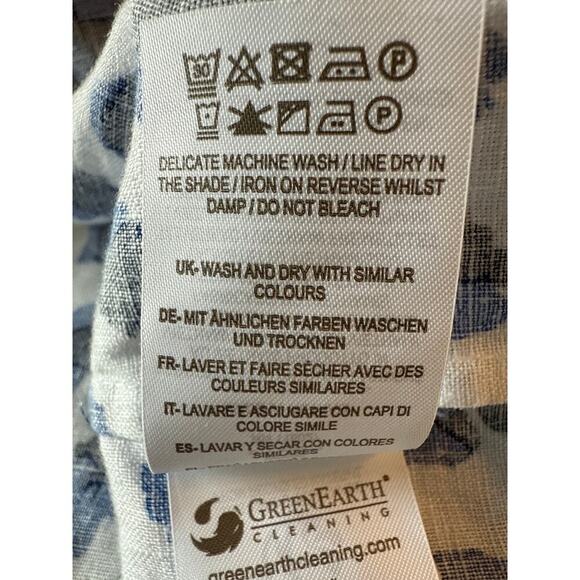 30 P
P
DELICATE MACHINE WASH / LINE DRY IN
THE SHADE / IRON ON REVERSE WHILST
DAMP / DO NOT BLEACH
UK- WASH AND DRY WITH SIMILAR
COLOURS
DE- MIT ÄHNLICHEN FARBEN WASCHEN
UND TROCKNEN
FR- LAVER ET FAIRE SÉCHER AVEC DES
COULEURS SIMILAIRES
IT- LAVARE E ASCIUGARE CON CAPI DI
COLORE SIMILE
ES- LAVAR Y SECAR CON COLORES
SIMILARES
GREENEARTH®
CLEANING
greenearthcleaning.com